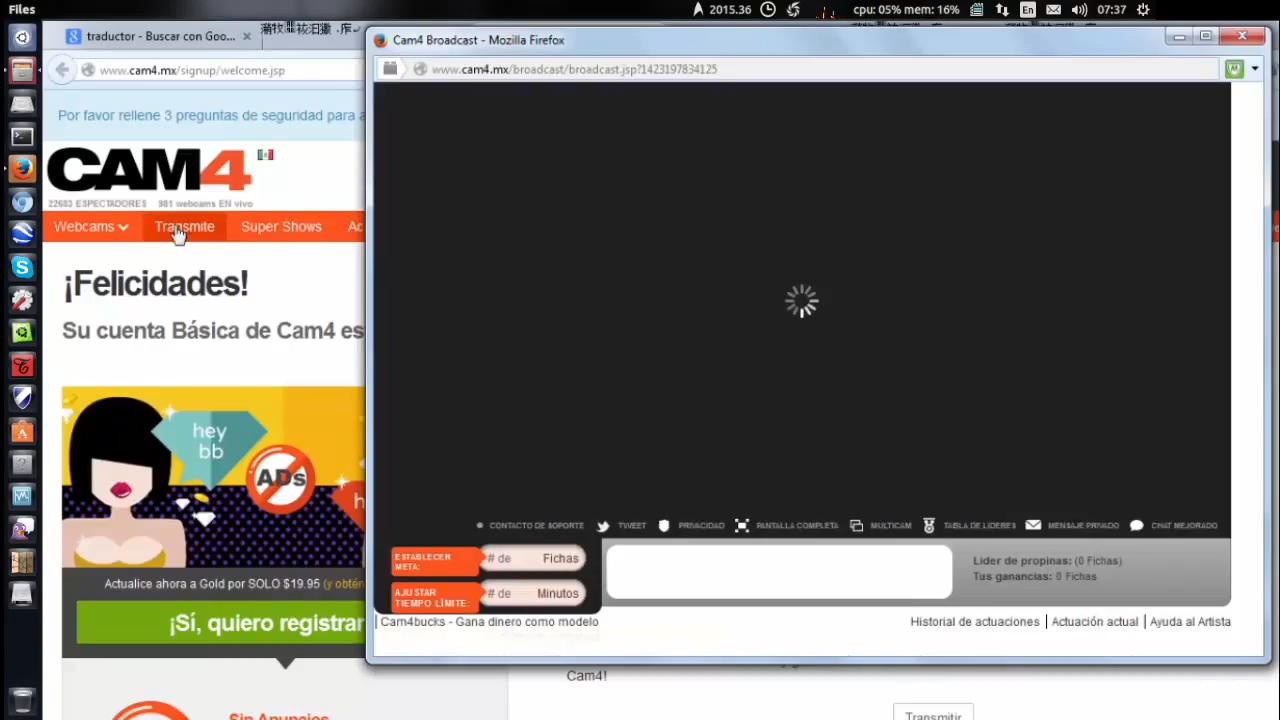 Files
2015.36
cpu: 05% mem: 16%
En
07:37
traductor - Buscar con Goo...
www.cam4.mx/signup/welcome.jsp
Por favor rellene 3 preguntas de seguridad para a
CAM4
22683 ESPECTADORES 981 webcams EN vivo
Webcams
Transmite
Super Shows
Ac
¡Felicidades!
Su cuenta Básica de Cam4 es
hey
bb
ADs
h
Actualice ahora a Gold por SOLO $19.95 (y obtén
¡Sí, quiero registrar
Sin Anuncios
Cam4 Broadcast - Mozilla Firefox
www.cam4.mx/broadcast/broadcast.jsp?1423197834125
CONTACTO DE SOPORTE
TWEET
PRIVACIDAD
PANTALLA COMPLETA
MULTICAM
TABLA DE LIDERES
MENSAJE PRIVADO
CHAT MEJORADO
ESTABLECER
META:
# de Fichas
AJUSTAR
TIEMPO LÍMITE:
# de Minutos
Lider de propinas: (0 Fichas)
Tus ganancias: 0 Fichas
| Cam4bucks - Gana dinero como modelo
Historial de actuaciones | Actuación actual | Ayuda al Artista
Cam4!
Transmitir